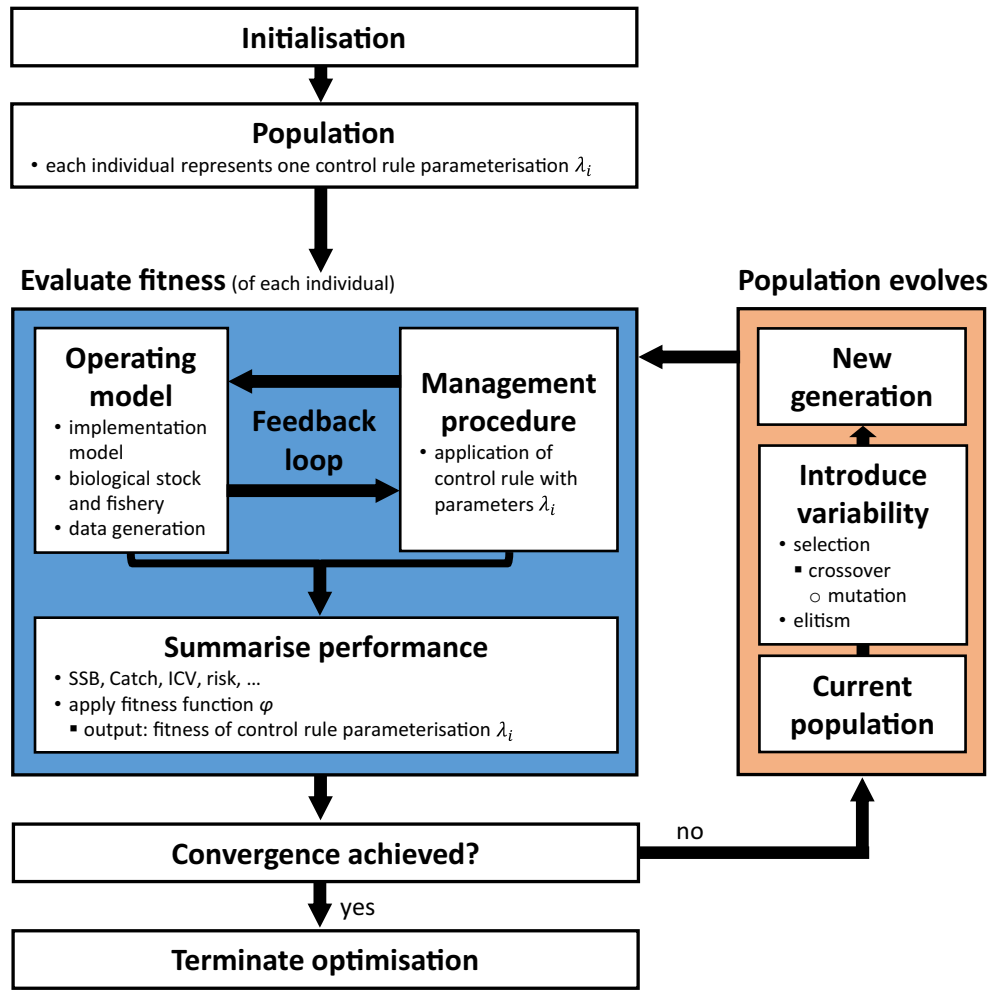 Initialisation
Population
• each individual represents one control rule parameterisation λᵢ
Evaluate fitness (of each individual)
Operating
model
• implementation
model
• biological stock
and fishery
• data generation
Feedback
loop
Management
procedure
• application of
control rule with
parameters λᵢ
Summarise performance
• SSB, Catch, ICV, risk, ...
• apply fitness function φ
▪ output: fitness of control rule parameterisation λᵢ
Population evolves
New
generation
Introduce
variability
• selection
▪ crossover
○ mutation
• elitism
Current
population
Convergence achieved?
no
yes
Terminate optimisation